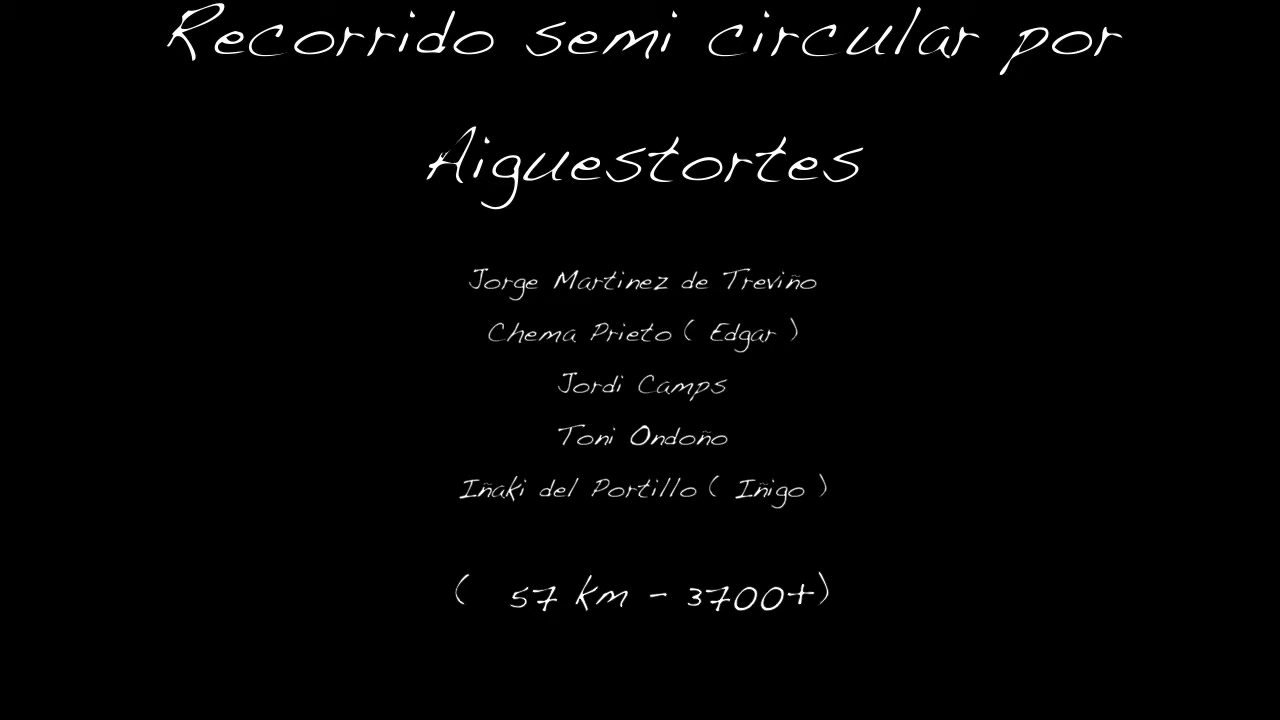 Recorrido semi circular por
Aiguestortes
Jorge Martinez de Treviño
Chema Prieto ( Edgar )
Jordi Camps
Toni Ondoño
Iñaki del Portillo ( Iñigo )
( 57 km - 3700+)